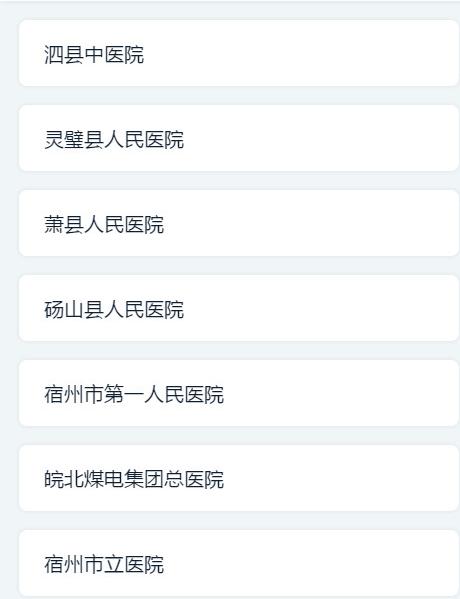 泗县中医院
灵璧县人民医院
萧县人民医院
砀山县人民医院
宿州市第一人民医院
皖北煤电集团总医院
宿州市立医院